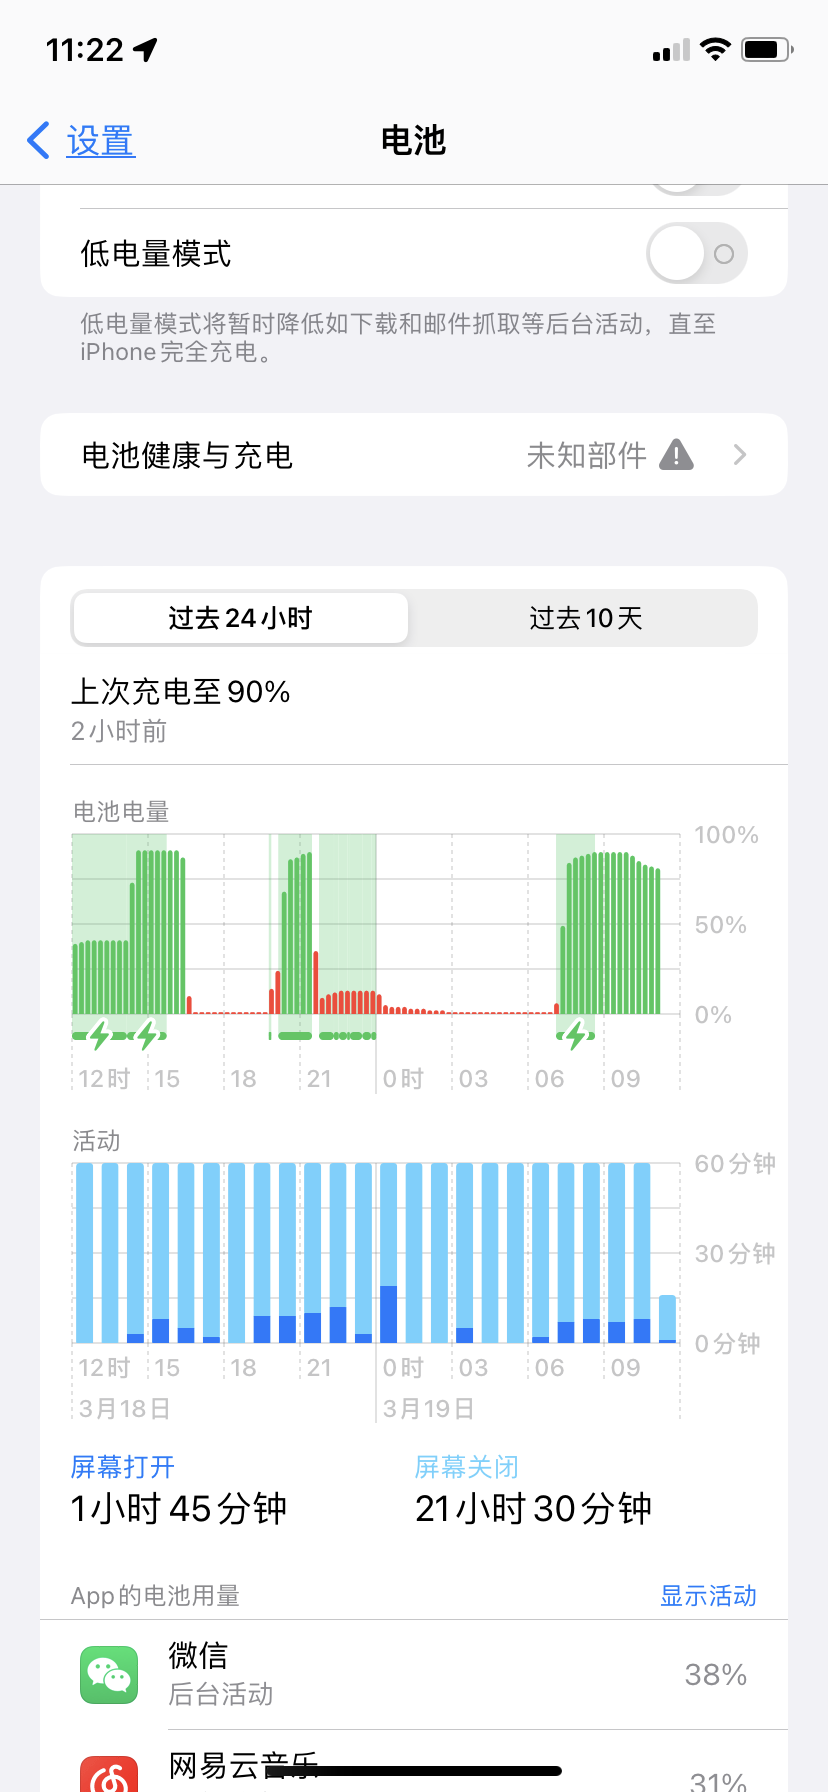 11:22
设置
电池
低电量模式
低电量模式将暂时降低如下载和邮件抓取等后台活动，直至
iPhone完全充电。
电池健康与充电 未知部件
过去24小时 过去10天
上次充电至90%
2小时前
电池电量
100%
50%
0%
12时 15 18 21 0时 03 06 09
活动
60分钟
30分钟
0分钟
12时 15 18 21 0时 03 06 09
3月18日 3月19日
屏幕打开 屏幕关闭
1小时45分钟 21小时30分钟
App的电池用量 显示活动
微信
后台活动 38%
网易云音乐
31%